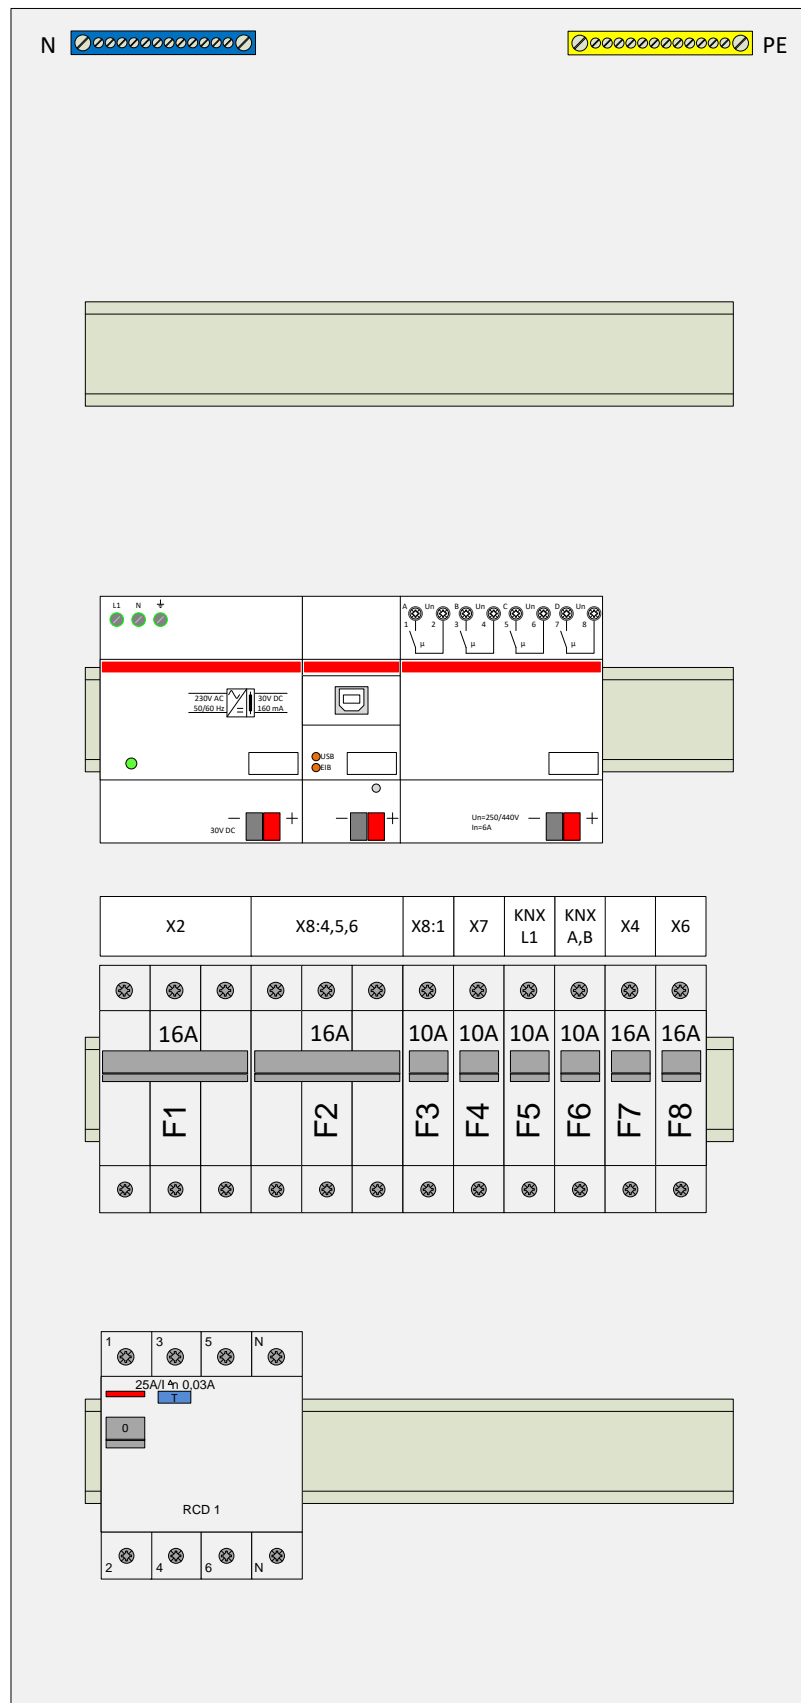 N PE
L1 N
A Un B Un C Un D Un
1 2 3 4 5 6 7 8
µ µ µ µ
230V AC 30V DC
50/60 Hz 160 mA
USB
EIB
30V DC − + − + Un=250/440V − +
In=6A
X2 X8:4,5,6 X8:1 X7 KNX KNX X4 X6
L1 A,B
16A 16A 10A 10A 10A 10A 16A 16A
F1 F2 F3 F4 F5 F6 F7 F8
1 3 5 N
25A/I △n 0,03A
T
0
RCD 1
2 4 6 N